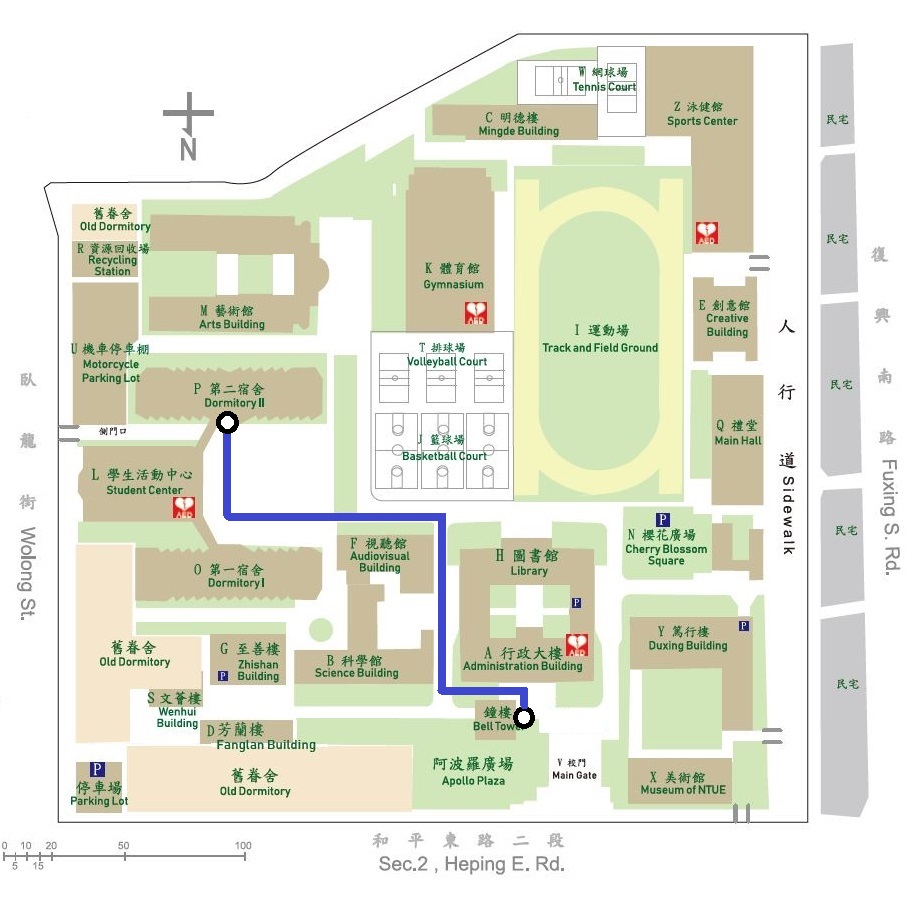 W 網球場
Tennis Court
C 明德樓
Mingde Building
Z 泳健館
Sports Center
民宅
N
舊眷舍
Old Dormitory
R 資源回收場
Recycling
Station
民宅
AED
復
興
南
路
Fuxing S. Rd.
K 體育館
Gymnasium
AED
M 藝術館
Arts Building
I 運動場
Track and Field Ground
E 創意館
Creative
Building
人
行
道 Sidewalk
U 機車停車棚
Motorcycle
Parking Lot
T 排球場
Volleyball Court
P 第二宿舍
Dormitory II
民宅
臥
龍
街
Wolong St.
側門口
J 籃球場
Basketball Court
Q 禮堂
Main Hall
L 學生活動中心
Student Center
AED
P
N 櫻花廣場
Cherry Blossom
Square
民宅
F 視聽館
Audiovisual
Building
H 圖書館
Library
P
O 第一宿舍
Dormitory I
舊眷舍
Old Dormitory
G 至善樓
Zhishan
Building
P
B 科學館
Science Building
A 行政大樓
Administration Building
AED
Y 篤行樓
Duxing Building
P
民宅
S 文薈樓
Wenhui
Building
鐘樓
Bell Tow
D 芳蘭樓
Fanglan Building
阿波羅廣場
Apollo Plaza
V 校門
Main Gate
X 美術館
Museum of NTUE
P
停車場
Parking Lot
舊眷舍
Old Dormitory
和平東路二段
Sec.2 , Heping E. Rd.
0 10 20 50 100
5 15